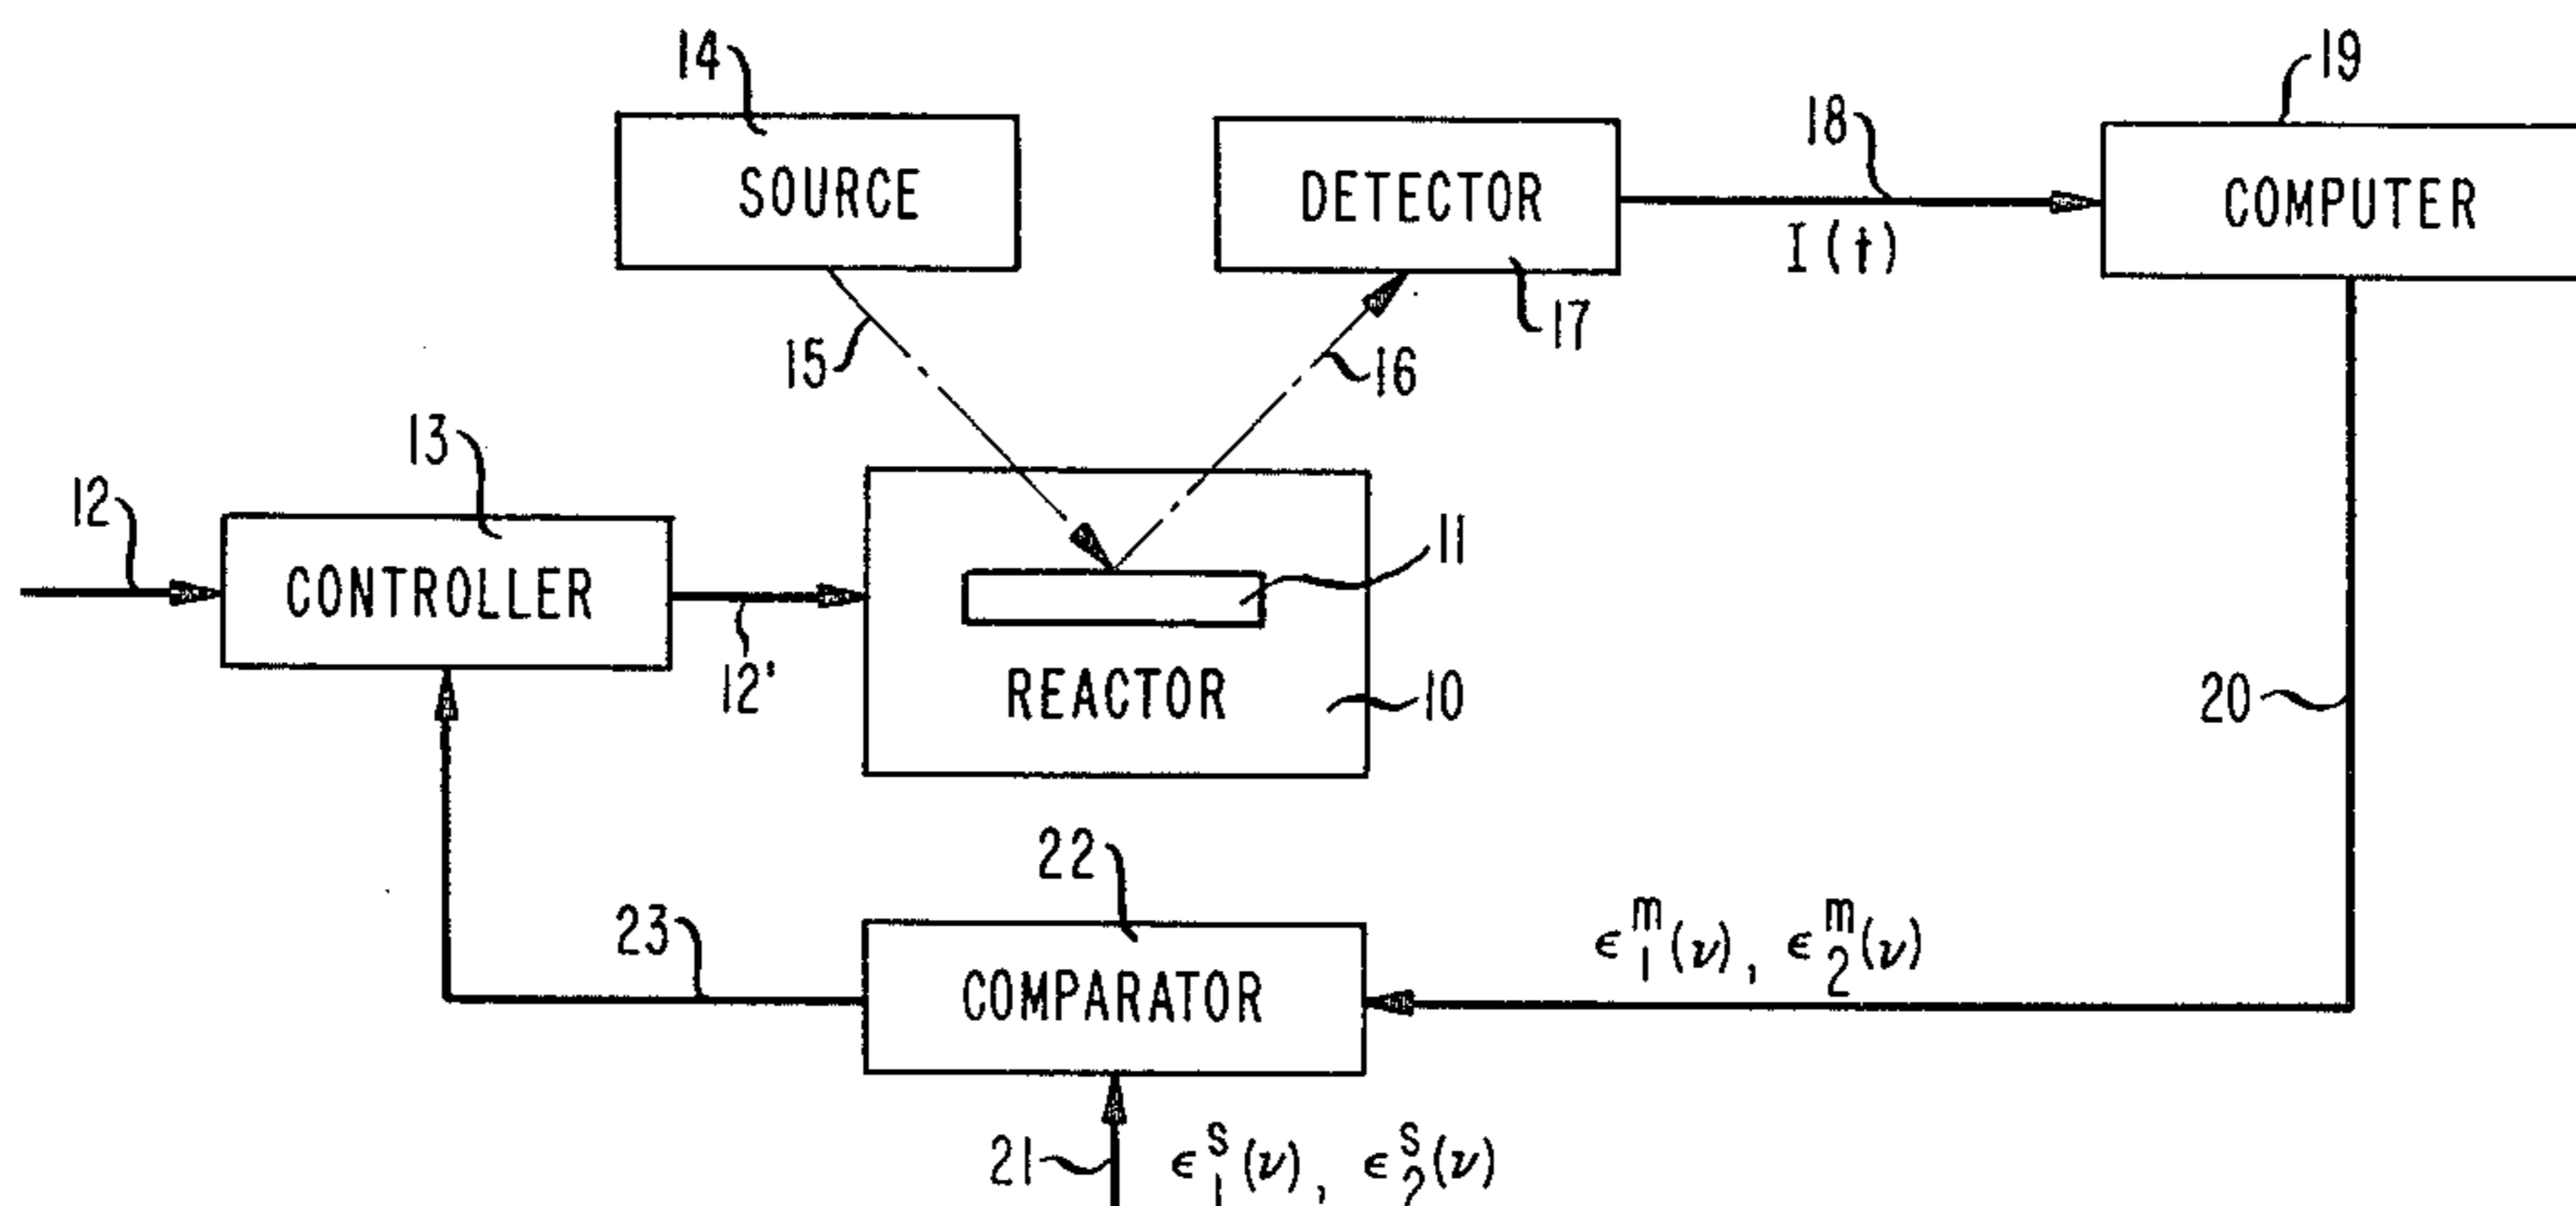 14
19
SOURCE
DETECTOR
18
COMPUTER
I(t)
15
16
17
13
12
CONTROLLER
12'
11
REACTOR
10
20
22
23
COMPARATOR
ϵ₁ᵐ(ν), ϵ₂ᵐ(ν)
21
ϵ₁ˢ(ν), ϵ₂ˢ(ν)